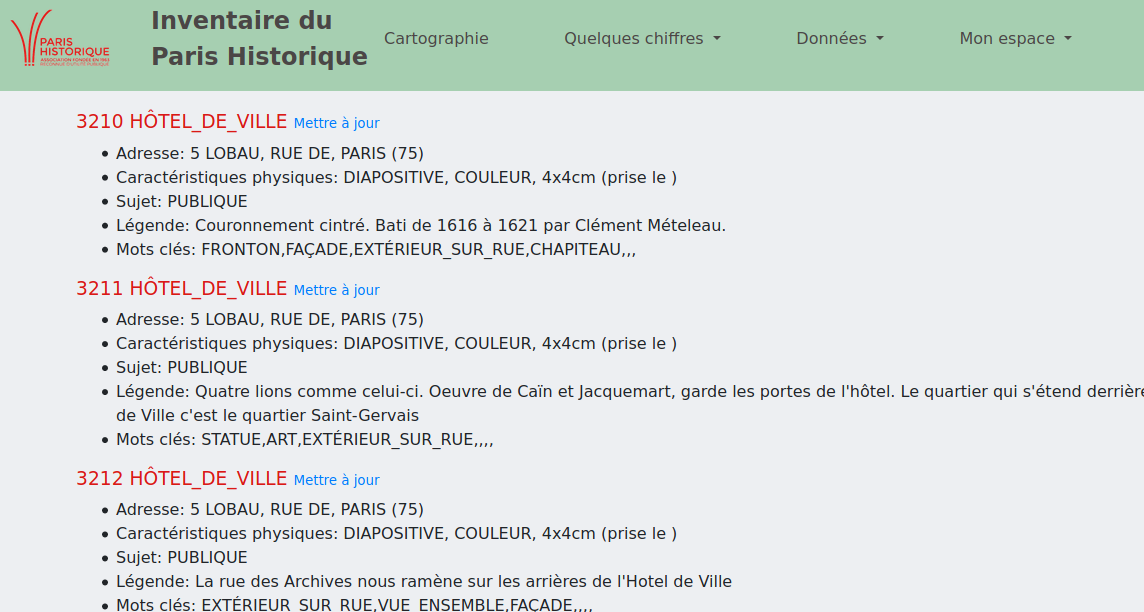 PARIS
HISTORIQUE
ASSOCIATION FONDÉE EN 1963
RECONNUE D'UTILITÉ PUBLIQUE
Inventaire du
Paris Historique
Cartographie
Quelques chiffres
Données
Mon espace
3210 HÔTEL_DE_VILLE Mettre à jour
• Adresse: 5 LOBAU, RUE DE, PARIS (75)
• Caractéristiques physiques: DIAPOSITIVE, COULEUR, 4x4cm (prise le )
• Sujet: PUBLIQUE
• Légende: Couronnement cintré. Bati de 1616 à 1621 par Clément Mételeau.
• Mots clés: FRONTON,FAÇADE,EXTÉRIEUR_SUR_RUE,CHAPITEAU,,,
3211 HÔTEL_DE_VILLE Mettre à jour
• Adresse: 5 LOBAU, RUE DE, PARIS (75)
• Caractéristiques physiques: DIAPOSITIVE, COULEUR, 4x4cm (prise le )
• Sujet: PUBLIQUE
• Légende: Quatre lions comme celui-ci. Oeuvre de Caïn et Jacquemart, garde les portes de l'hôtel. Le quartier qui s'étend derrière
de Ville c'est le quartier Saint-Gervais
• Mots clés: STATUE,ART,EXTÉRIEUR_SUR_RUE,,,,
3212 HÔTEL_DE_VILLE Mettre à jour
• Adresse: 5 LOBAU, RUE DE, PARIS (75)
• Caractéristiques physiques: DIAPOSITIVE, COULEUR, 4x4cm (prise le )
• Sujet: PUBLIQUE
• Légende: La rue des Archives nous ramène sur les arrières de l'Hotel de Ville
• Mots clés: EXTÉRIEUR_SUR_RUE,VUE_ENSEMBLE,FAÇADE,,,,